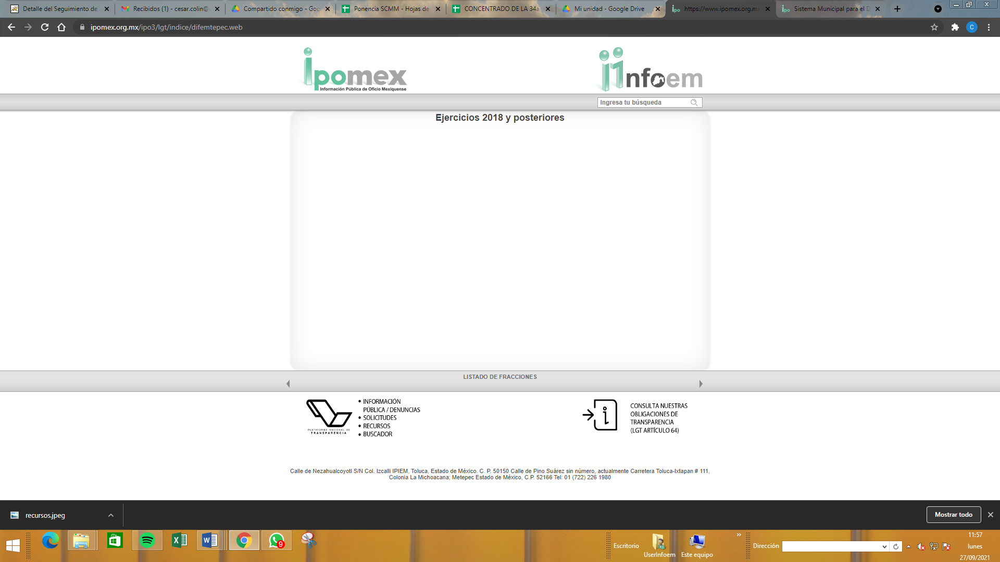 Detalle del Seguimiento de
Recibidos (1) - cesar.colin@
Compartido conmigo - Goo
Ponencia SCMM - Hojas de
CONCENTRADO DE LA 34a
Mi unidad - Google Drive
https://www.ipomex.org.mx
Sistema Municipal para el D
ipomex.org.mx/ipo3/lgt/indice/difemtepec.web
C
ipomex
Información Pública de Oficio Mexiquense
infoem
Ingresa tu búsqueda
Ejercicios 2018 y posteriores
LISTADO DE FRACCIONES
PLATAFORMA NACIONAL DE
TRANSPARENCIA
• INFORMACIÓN
PÚBLICA / DENUNCIAS
• SOLICITUDES
• RECURSOS
• BUSCADOR
CONSULTA NUESTRAS
OBLIGACIONES DE
TRANSPARENCIA
(LGT ARTÍCULO 64)
Calle de Nezahualcoyotl S/N Col. Izcalli IPIEM, Toluca, Estado de México. C. P. 50150 Calle de Pino Suárez sin número, actualmente Carretera Toluca-Ixtapan # 111,
Colonia La Michoacana; Metepec Estado de México, C.P. 52166 Tel: 01 (722) 226 1980
recursos.jpeg
Mostrar todo
9
Escritorio
UserInfoem
Este equipo
»
Dirección
11:57
lunes
27/09/2021